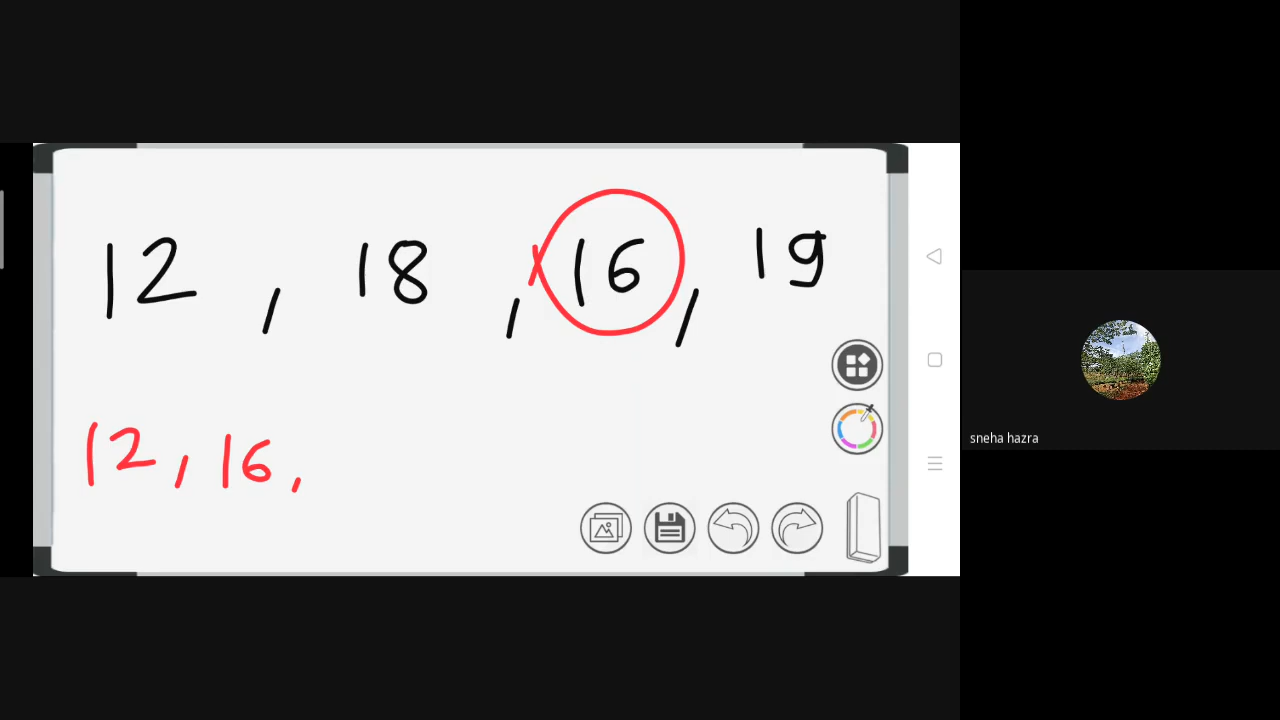 12 , 18 , 16 , 19
12, 16,
sneha hazra